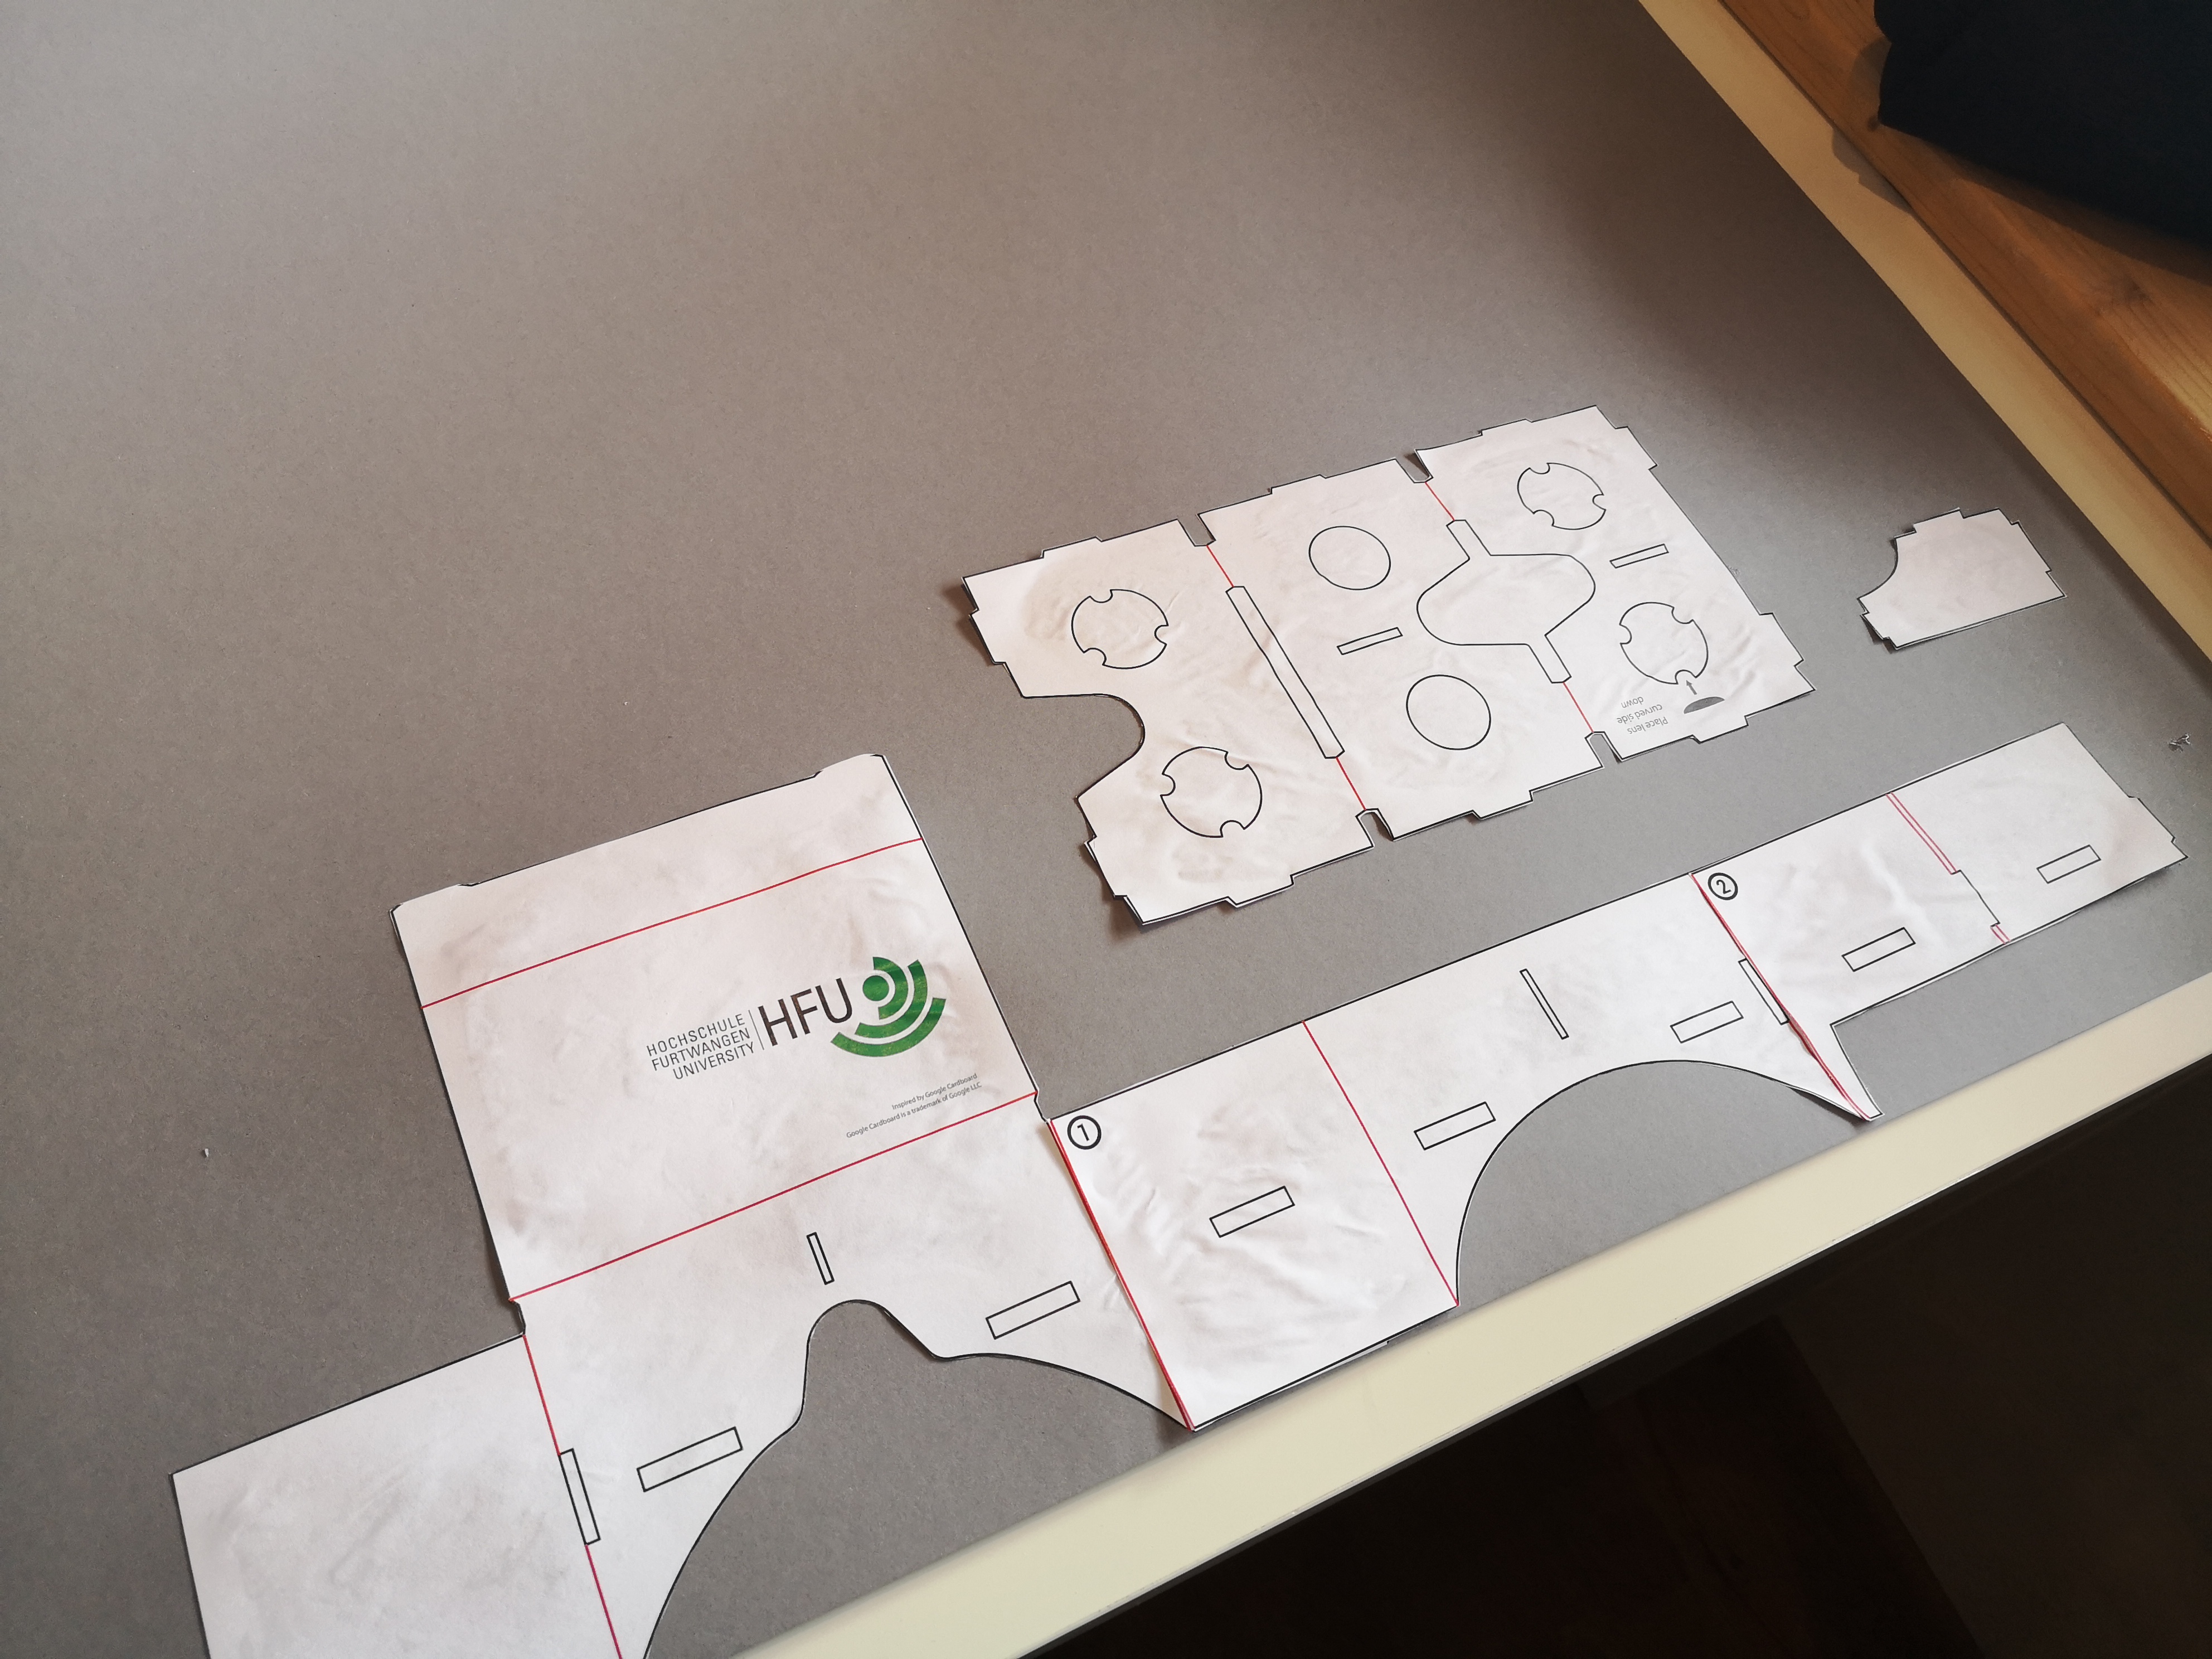 HOCHSCHULE
FURTWANGEN
UNIVERSITY
HFU
Inspired by Google Cardboard
Google Cardboard is a trademark of Google LLC
1
2
Place lens
curved side
down